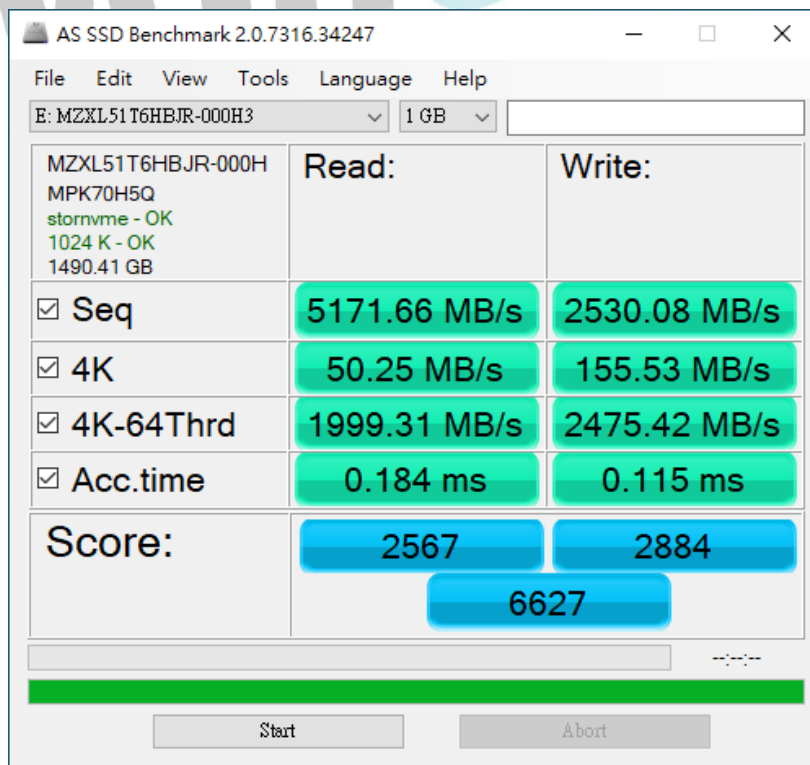 AS SSD Benchmark 2.0.7316.34247
File Edit View Tools Language Help
E: MZXL51T6HBJR-000H3 1 GB
MZXL51T6HBJR-000H
MPK70H5Q
stornvme - OK
1024 K - OK
1490.41 GB
Read: Write:
Seq 5171.66 MB/s 2530.08 MB/s
4K 50.25 MB/s 155.53 MB/s
4K-64Thrd 1999.31 MB/s 2475.42 MB/s
Acc.time 0.184 ms 0.115 ms
Score: 2567 2884
6627
--:--:--
Start Abort